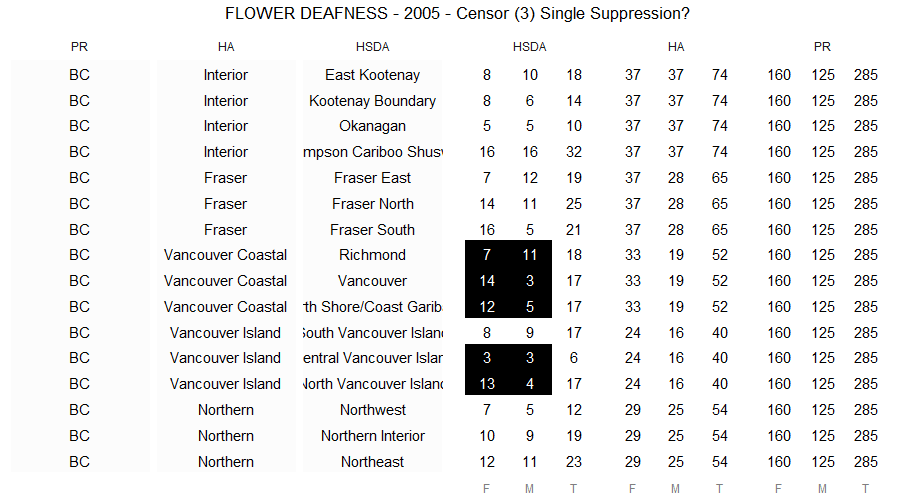 FLOWER DEAFNESS - 2005 - Censor (3) Single Suppression?
PR HA HSDA HSDA HA PR
BC Interior East Kootenay 8 10 18 37 37 74 160 125 285
BC Interior Kootenay Boundary 8 6 14 37 37 74 160 125 285
BC Interior Okanagan 5 5 10 37 37 74 160 125 285
BC Interior mpson Cariboo Shusw 16 16 32 37 37 74 160 125 285
BC Fraser Fraser East 7 12 19 37 28 65 160 125 285
BC Fraser Fraser North 14 11 25 37 28 65 160 125 285
BC Fraser Fraser South 16 5 21 37 28 65 160 125 285
BC Vancouver Coastal Richmond 7 11 18 33 19 52 160 125 285
BC Vancouver Coastal Vancouver 14 3 17 33 19 52 160 125 285
BC Vancouver Coastal rth Shore/Coast Garib 12 5 17 33 19 52 160 125 285
BC Vancouver Island South Vancouver Island 8 9 17 24 16 40 160 125 285
BC Vancouver Island entral Vancouver Islan 3 3 6 24 16 40 160 125 285
BC Vancouver Island North Vancouver Island 13 4 17 24 16 40 160 125 285
BC Northern Northwest 7 5 12 29 25 54 160 125 285
BC Northern Northern Interior 10 9 19 29 25 54 160 125 285
BC Northern Northeast 12 11 23 29 25 54 160 125 285
F M T F M T F M T